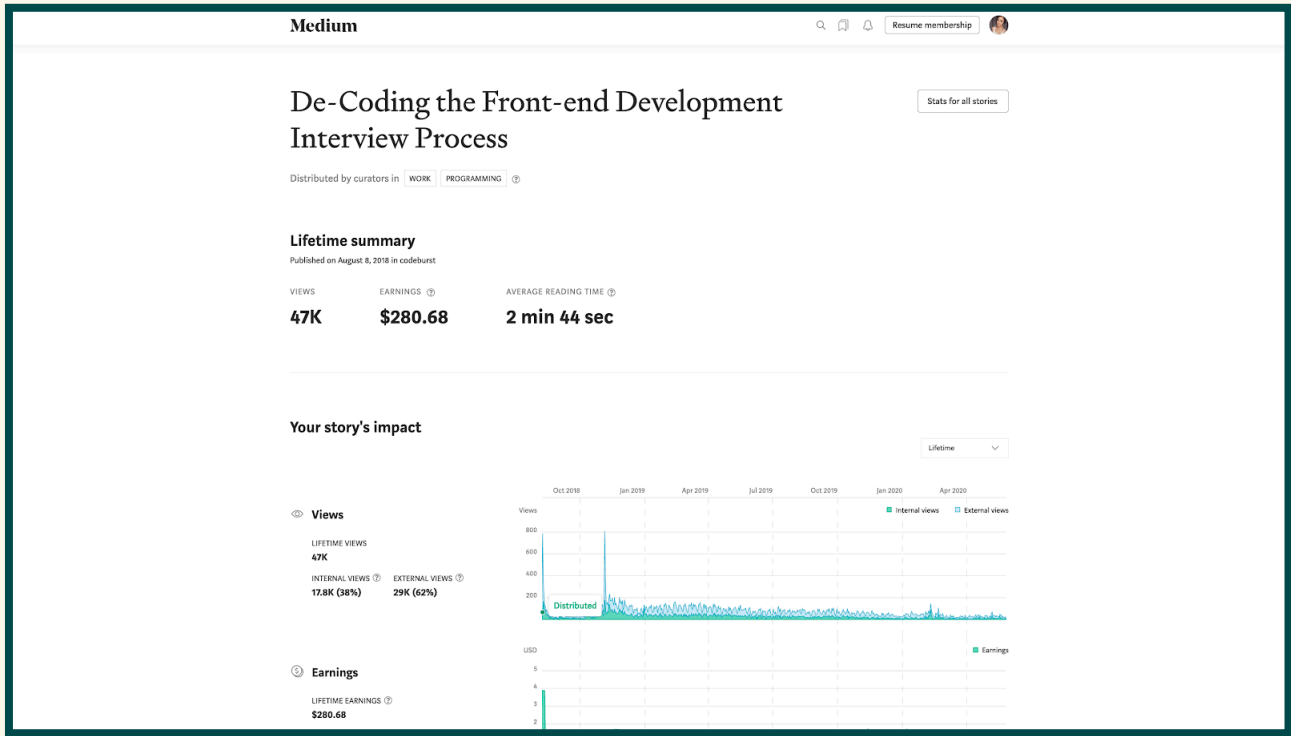 Medium
Resume membership
De-Coding the Front-end Development
Interview Process
Stats for all stories
Distributed by curators in WORK PROGRAMMING ?
Lifetime summary
Published on August 8, 2018 in codeburst
VIEWS EARNINGS ? AVERAGE READING TIME ?
47K $280.68 2 min 44 sec
Your story's impact
Lifetime
Oct 2018 Jan 2019 Apr 2019 Jul 2019 Oct 2019 Jan 2020 Apr 2020
Views
Views Internal views External views
800
600
400
200
LIFETIME VIEWS
47K
INTERNAL VIEWS ? EXTERNAL VIEWS ?
17.8K (38%) 29K (62%)
Distributed
USD Earnings
5
4
3
2
$ Earnings
LIFETIME EARNINGS ?
$280.68